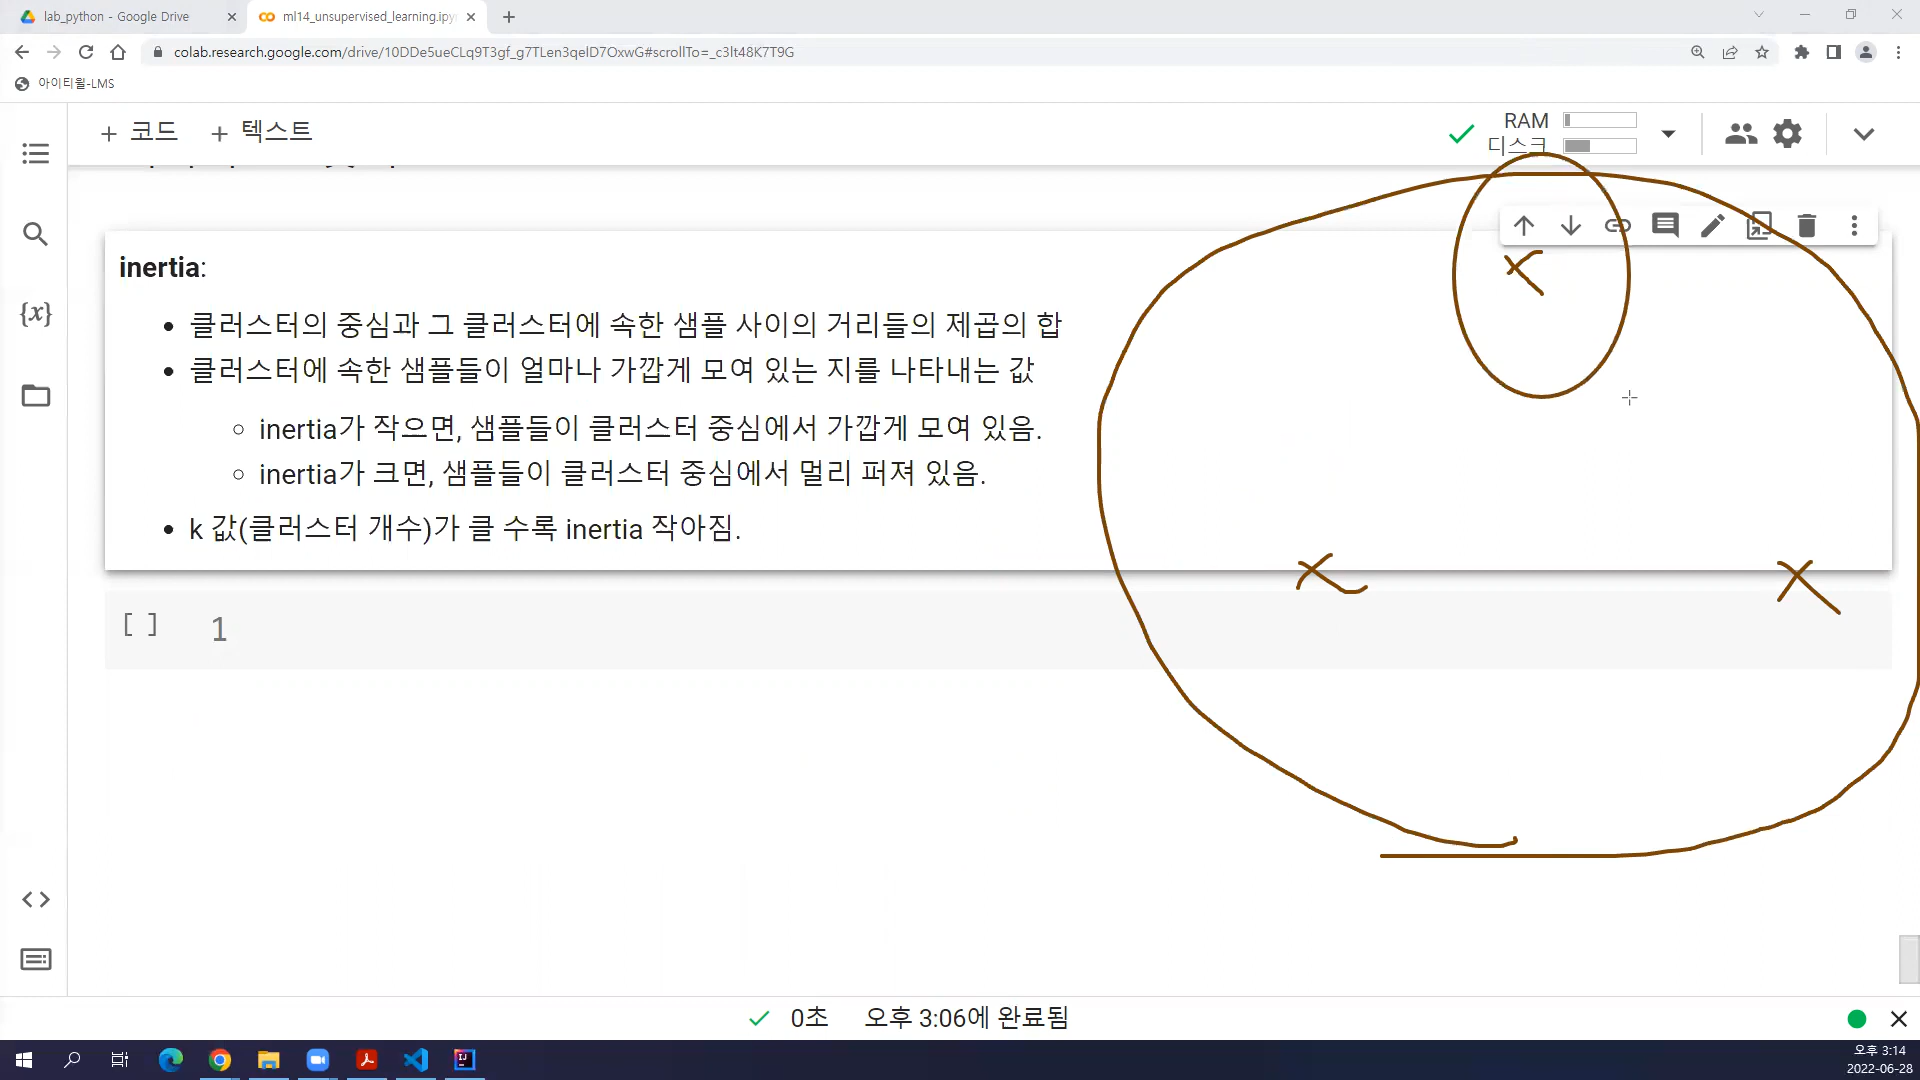 lab_python - Google Drive
ml14_unsupervised_learning.ipy
colab.research.google.com/drive/10DDe5ueCLq9T3gf_g7TLen3qelD7OxwG#scrollTo=_c3lt48K7T9G
아이티윌-LMS
+ 코드 + 텍스트
RAM
디스크
inertia:
클러스터의 중심과 그 클러스터에 속한 샘플 사이의 거리들의 제곱의 합
클러스터에 속한 샘플들이 얼마나 가깝게 모여 있는 지를 나타내는 값
inertia가 작으면, 샘플들이 클러스터 중심에서 가깝게 모여 있음.
inertia가 크면, 샘플들이 클러스터 중심에서 멀리 퍼져 있음.
k 값(클러스터 개수)가 클 수록 inertia 작아짐.
[ ] 1
0초 오후 3:06에 완료됨
오후 3:14
2022-06-28